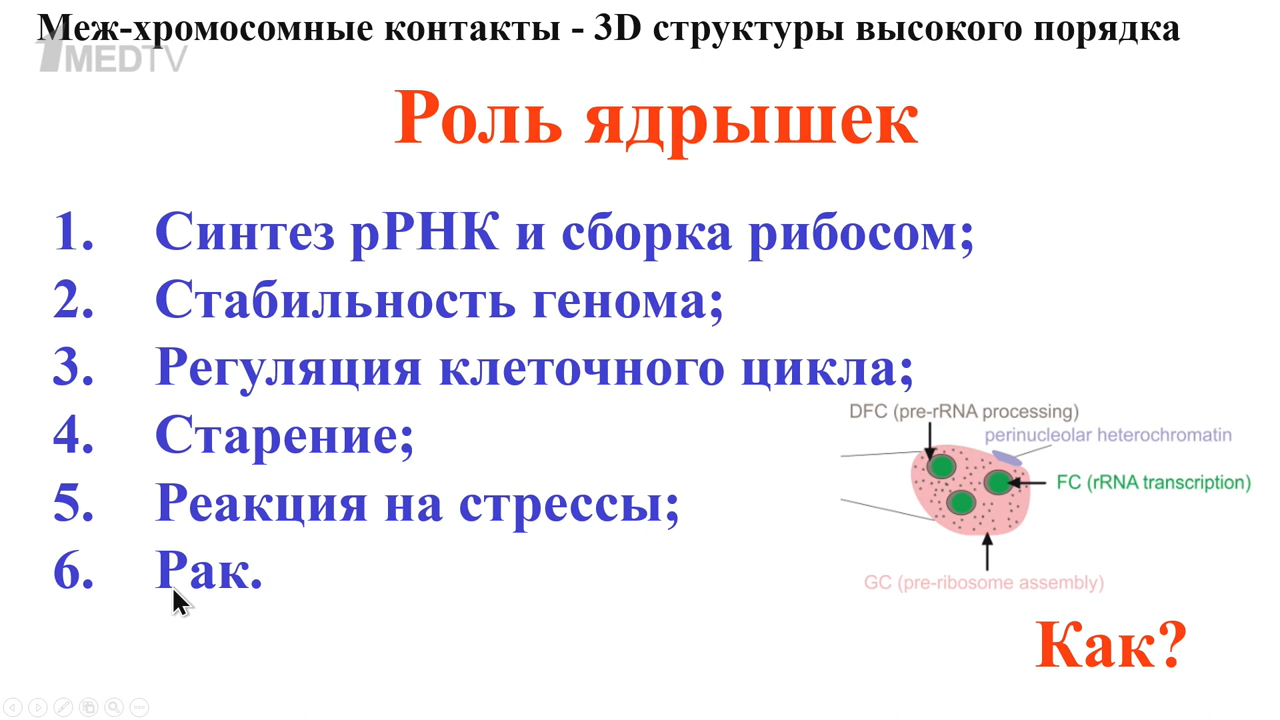 Меж-хромосомные контакты - 3D структуры высокого порядка
1MEDTV
Роль ядрышек
1. Синтез рРНК и сборка рибосом;
2. Стабильность генома;
3. Регуляция клеточного цикла;
4. Старение;
5. Реакция на стрессы;
6. Рак.
DFC (pre-rRNA processing)
perinucleolar heterochromatin
FC (rRNA transcription)
GC (pre-ribosome assembly)
Как?